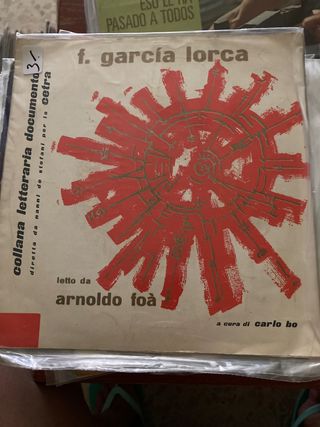 ESO LE HA
PASADO A TODOS
3.-
f. garcía lorca
collana letteraria documento
diretta da nanni de stefani per la cetra
letto da
arnoldo foà
a cura di carlo bo